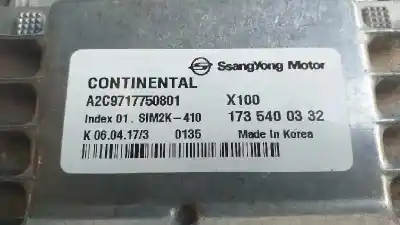 SsangYong Motor
CONTINENTAL
A2C9717750801 X100
Index 01. SIM2K-410 173 540 03 32
K 06.04.17/3 0135 Made in Korea